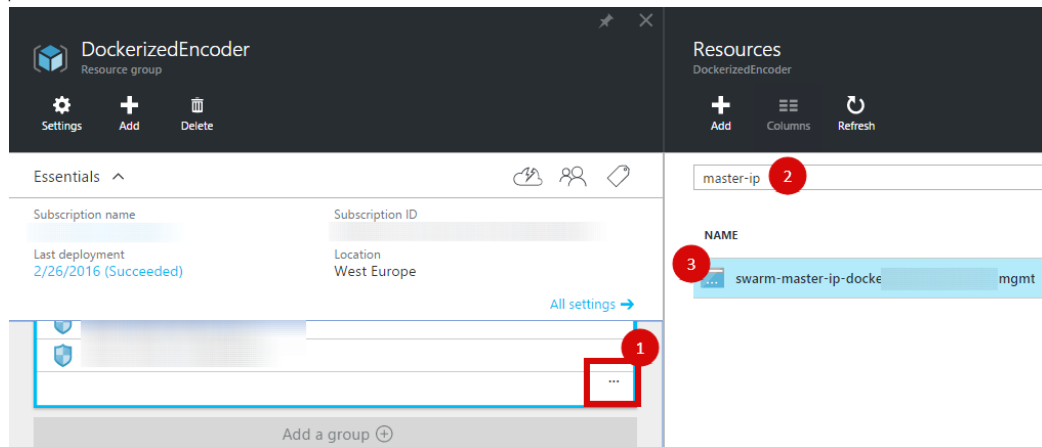 DockerizedEncoder
Resource group
Settings
Add
Delete
Essentials
Subscription name
Subscription ID
Last deployment
2/26/2016 (Succeeded)
Location
West Europe
All settings
1
...
Add a group
Resources
DockerizedEncoder
Add
Columns
Refresh
master-ip
2
NAME
3
swarm-master-ip-docke mgmt